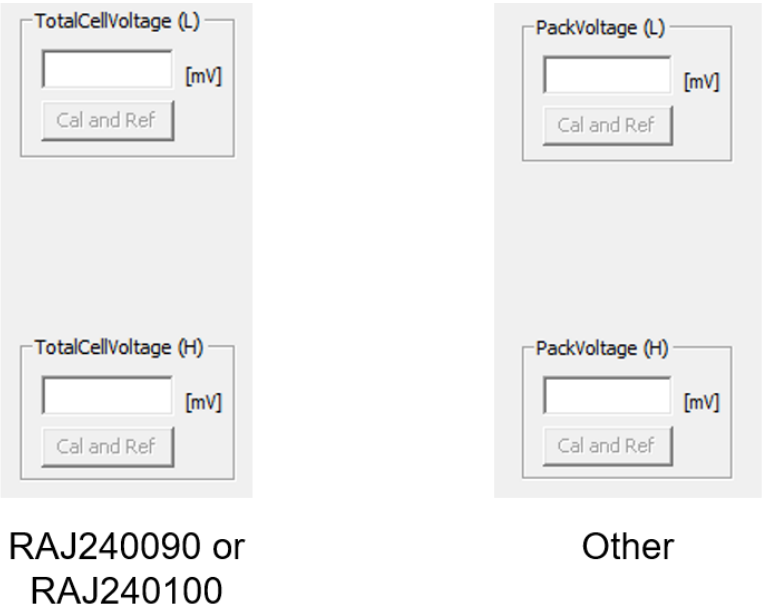 TotalCellVoltage (L)
[mV]
Cal and Ref
TotalCellVoltage (H)
[mV]
Cal and Ref
RAJ240090 or
RAJ240100
PackVoltage (L)
[mV]
Cal and Ref
PackVoltage (H)
[mV]
Cal and Ref
Other